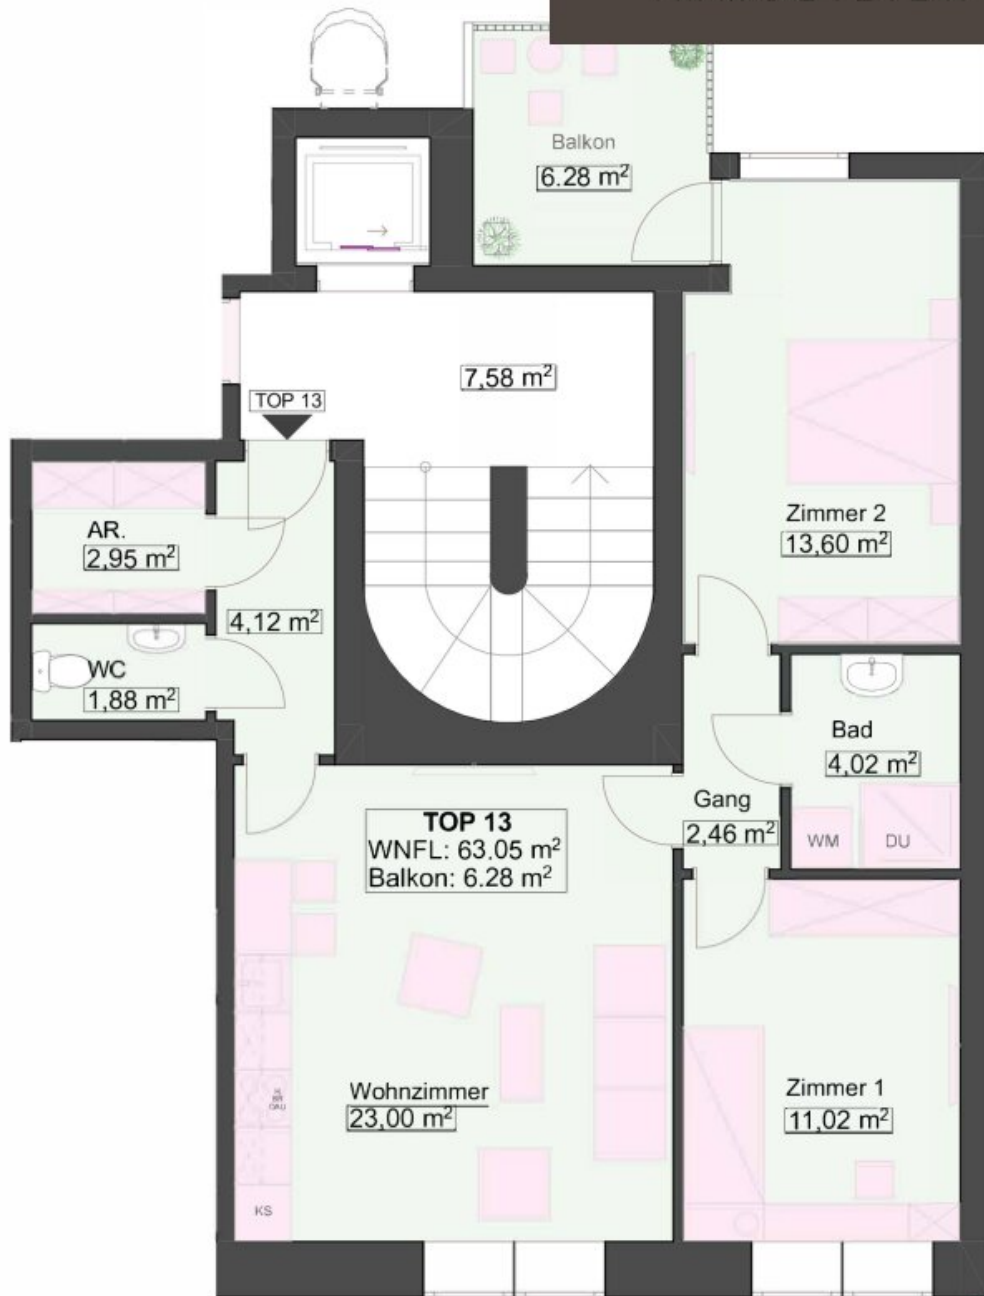 Balkon
6.28 m²
7,58 m²
TOP 13
AR.
2,95 m²
4,12 m²
WC
1,88 m²
Zimmer 2
13,60 m²
Bad
4,02 m²
WM
DU
Gang
2,46 m²
TOP 13
WNFL: 63.05 m²
Balkon: 6.28 m²
Wohnzimmer
23,00 m²
Zimmer 1
11,02 m²
KS